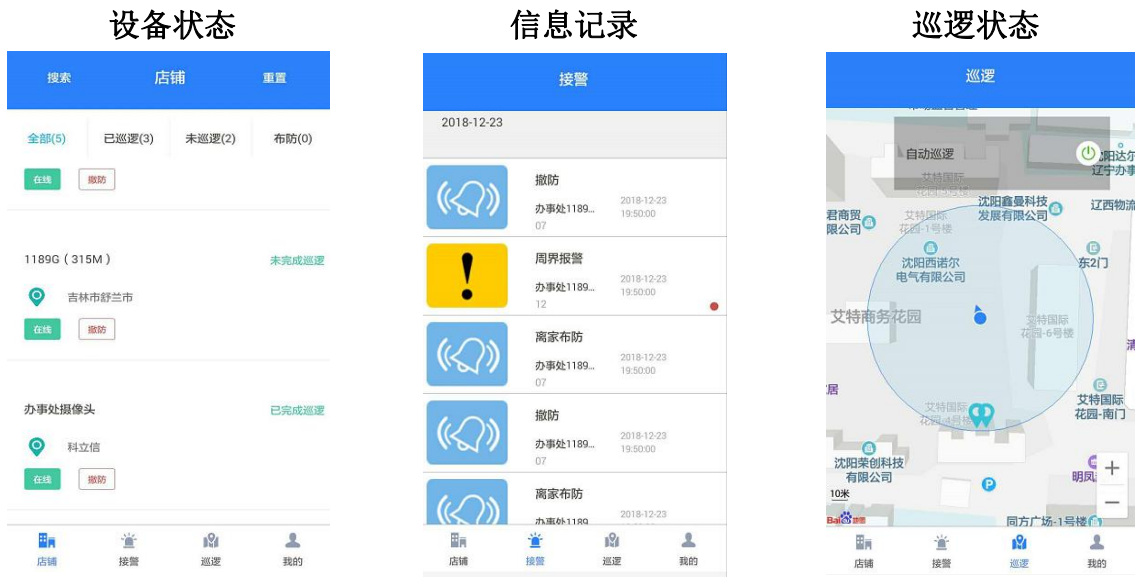 设备状态
搜索
店铺
重置
全部(5)
已巡逻(3)
未巡逻(2)
布防(0)
在线
撤防
1189G ( 315M )
未完成巡逻
吉林市舒兰市
在线
撤防
办事处摄像头
已完成巡逻
科立信
在线
撤防
店铺
接警
巡逻
我的
信息记录
接警
2018-12-23
撤防
办事处1189...
07
2018-12-23
19:50:00
周界报警
办事处1189...
12
2018-12-23
19:50:00
离家布防
办事处1189...
07
2018-12-23
19:50:00
撤防
办事处1189...
07
2018-12-23
19:50:00
离家布防
办事处1189
2018-12-23
店铺
接警
巡逻
我的
巡逻状态
巡逻
自动巡逻
沈阳达尔
辽宁办事
艾特国际
沈阳鑫曼科技
发展有限公司
辽西物流
君商贸
限公司
艾特国际
花园-1号楼
沈阳西诺尔
电气有限公司
东2门
艾特商务花园
艾特国际
花园-6号楼
清
居
艾特国际
花园-4号楼
艾特国际
花园-南门
沈阳荣创科技
有限公司
明凤
10米
Bai
地图
同方广场-1号楼
店铺
接警
巡逻
我的